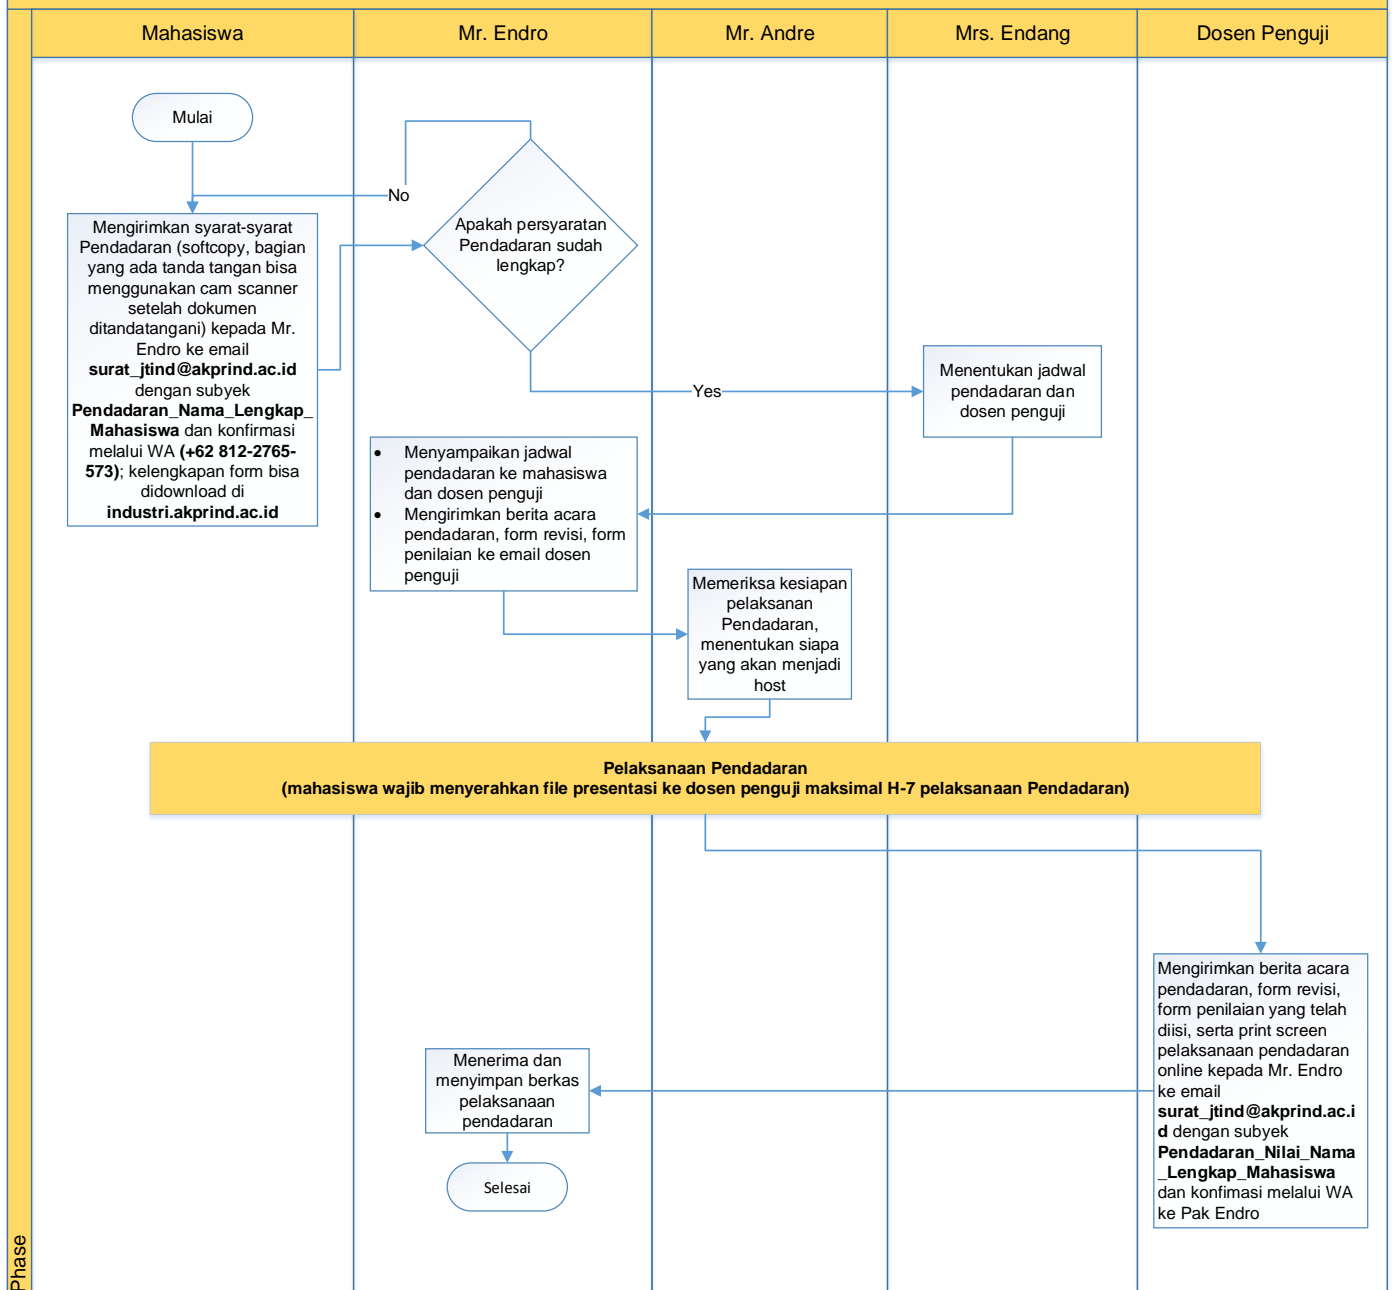 Mahasiswa
Mr. Endro
Mr. Andre
Mrs. Endang
Dosen Penguji
Mulai
No
Apakah persyaratan
Pendadaran sudah
lengkap?
Mengirimkan syarat-syarat
Pendadaran (softcopy, bagian
yang ada tanda tangan bisa
menggunakan cam scanner
setelah dokumen
ditandatangani) kepada Mr.
Endro ke email
surat_jtind@akprind.ac.id
dengan subyek
Pendadaran_Nama_Lengkap_
Mahasiswa dan konfirmasi
melalui WA (+62 812-2765-
573); kelengkapan form bisa
didownload di
industri.akprind.ac.id
Yes
Menentukan jadwal
pendadaran dan
dosen penguji
• Menyampaikan jadwal
pendadaran ke mahasiswa
dan dosen penguji
• Mengirimkan berita acara
pendadaran, form revisi, form
penilaian ke email dosen
penguji
Memeriksa kesiapan
pelaksanan
Pendadaran,
menentukan siapa
yang akan menjadi
host
Pelaksanaan Pendadaran
(mahasiswa wajib menyerahkan file presentasi ke dosen penguji maksimal H-7 pelaksanaan Pendadaran)
Mengirimkan berita acara
pendadaran, form revisi,
form penilaian yang telah
diisi, serta print screen
pelaksanaan pendadaran
online kepada Mr. Endro
ke email
surat_jtind@akprind.ac.i
d dengan subyek
Pendadaran_Nilai_Nama
_Lengkap_Mahasiswa
dan konfimasi melalui WA
ke Pak Endro
Menerima dan
menyimpan berkas
pelaksanaan
pendadaran
Selesai
Phase